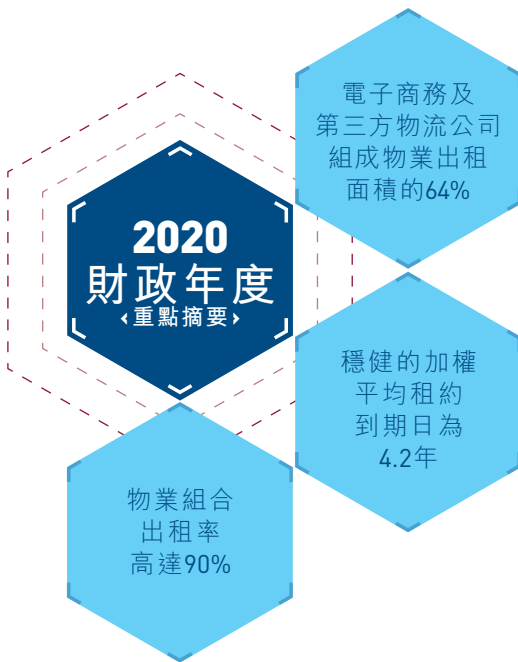 電子商務及
第三方物流公司
組成物業出租
面積的64%
2020
財政年度
‹重點摘要›
穩健的加權
平均租約
到期日為
4.2年
物業組合
出租率
高達90%